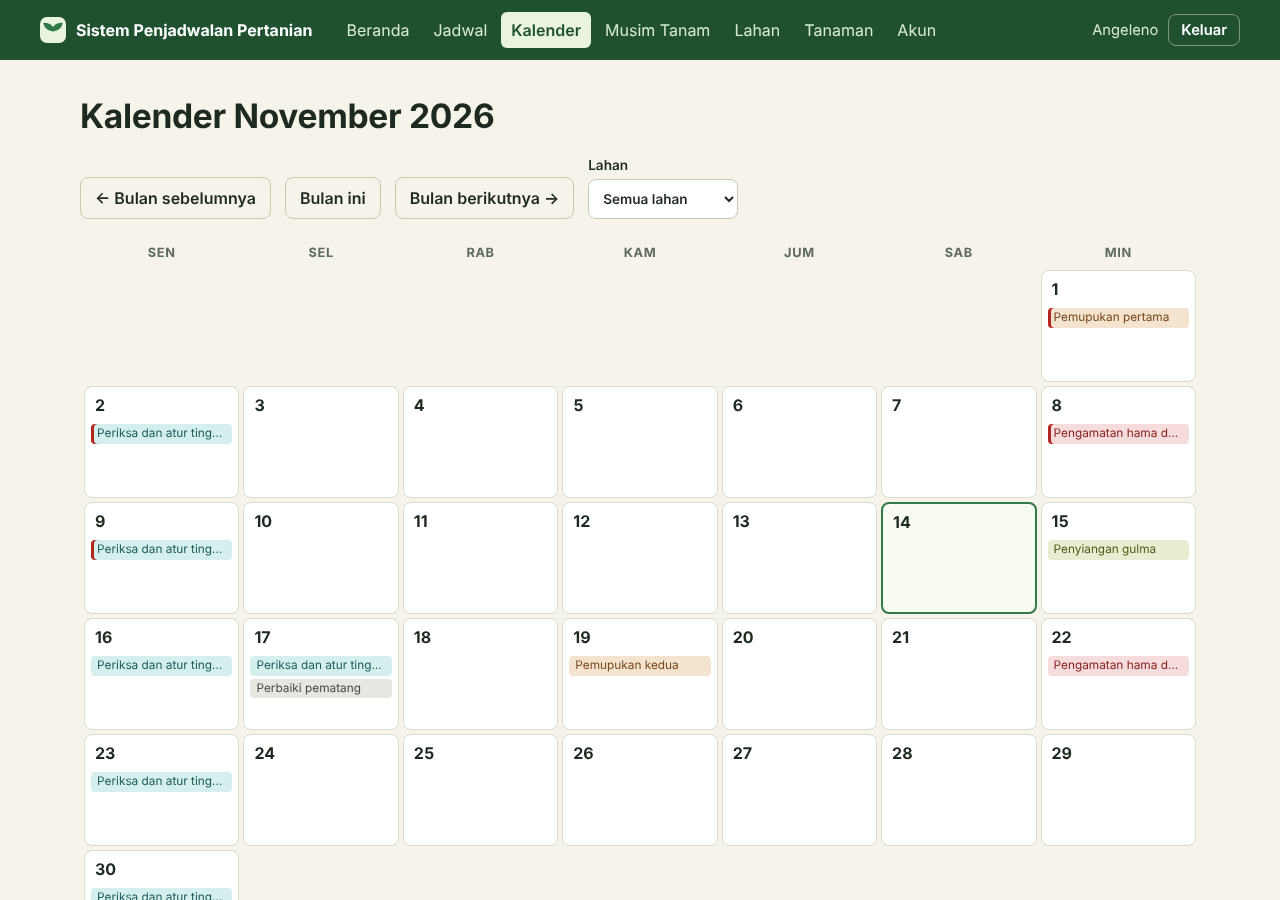 Sistem Penjadwalan Pertanian Beranda Jadwal Kalender Musim Tanam Lahan Tanaman Akun Angeleno Keluar
Kalender November 2026
Lahan
← Bulan sebelumnya Bulan ini Bulan berikutnya → Semua lahan
SEN SEL RAB KAM JUM SAB MIN
1
Pemupukan pertama
2 3 4 5 6 7 8
Periksa dan atur ting... Pengamatan hama d...
9 10 11 12 13 14 15
Periksa dan atur ting... Penyiangan gulma
16 17 18 19 20 21 22
Periksa dan atur ting... Periksa dan atur ting... Pemupukan kedua Pengamatan hama d...
Perbaiki pematang
23 24 25 26 27 28 29
Periksa dan atur ting...
30
Periksa dan atur ting...